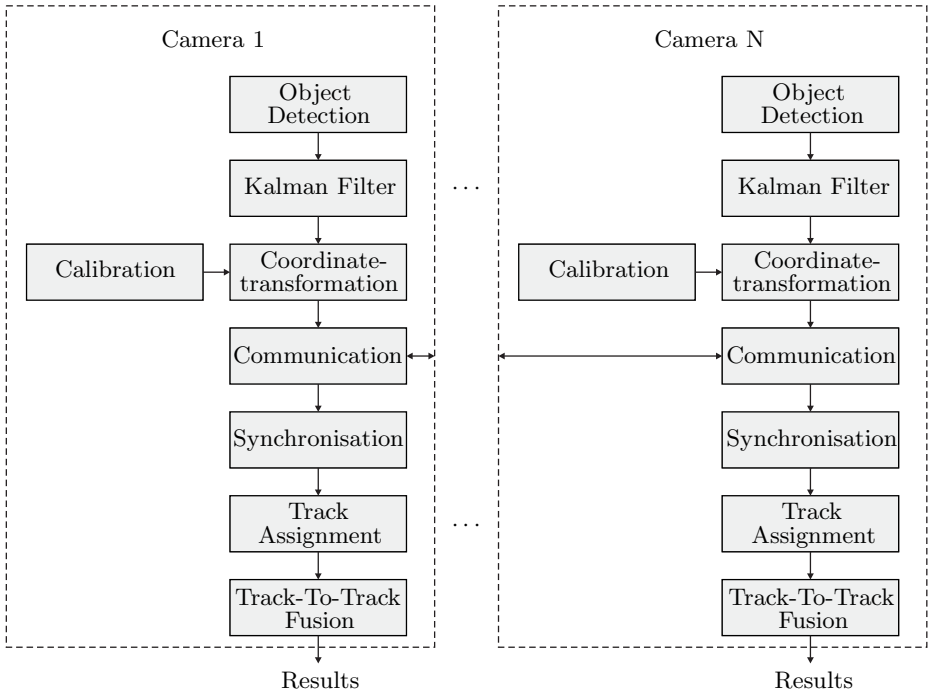 Camera 1
Object
Detection
Kalman Filter
Calibration
Coordinate-
transformation
Communication
Synchronisation
Track
Assignment
Track-To-Track
Fusion
Results
...
...
Camera N
Object
Detection
Kalman Filter
Calibration
Coordinate-
transformation
Communication
Synchronisation
Track
Assignment
Track-To-Track
Fusion
Results